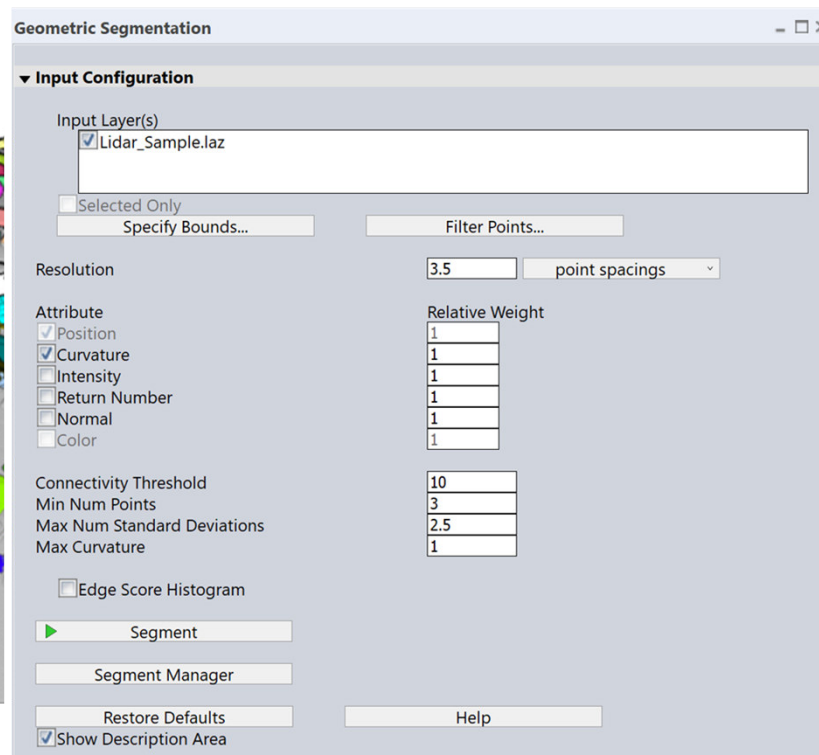 Geometric Segmentation
Input Configuration
Input Layer(s)
Lidar_Sample.laz
Selected Only
Specify Bounds... Filter Points...
Resolution 3.5 point spacings
Attribute Relative Weight
Position 1
Curvature 1
Intensity 1
Return Number 1
Normal 1
Color 1
Connectivity Threshold 10
Min Num Points 3
Max Num Standard Deviations 2.5
Max Curvature 1
Edge Score Histogram
Segment
Segment Manager
Restore Defaults Help
Show Description Area